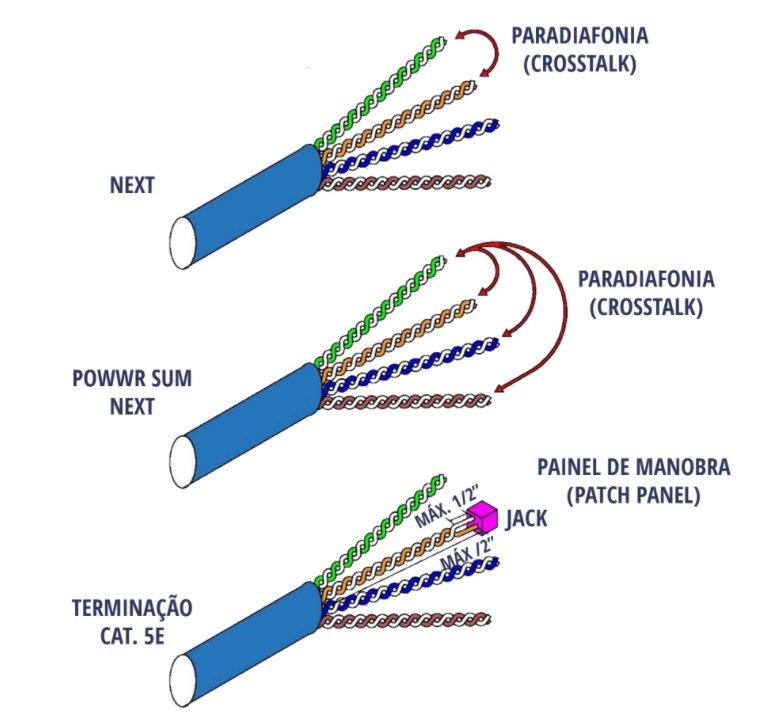 PARADIAFONIA
(CROSSTALK)
NEXT
PARADIAFONIA
(CROSSTALK)
POWWR SUM
NEXT
PAINEL DE MANOBRA
(PATCH PANEL)
MÁX. 1/2"
JACK
MÁX /2"
TERMINAÇÃO
CAT. 5E